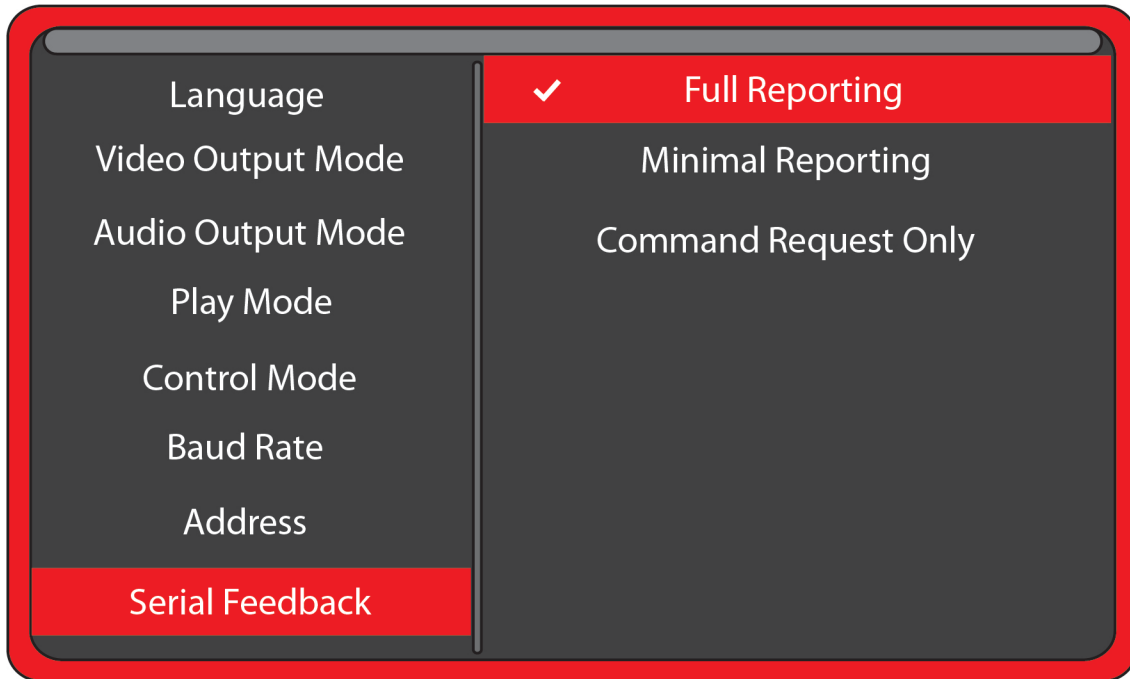 Language
Video Output Mode
Audio Output Mode
Play Mode
Control Mode
Baud Rate
Address
Serial Feedback
Full Reporting
Minimal Reporting
Command Request Only